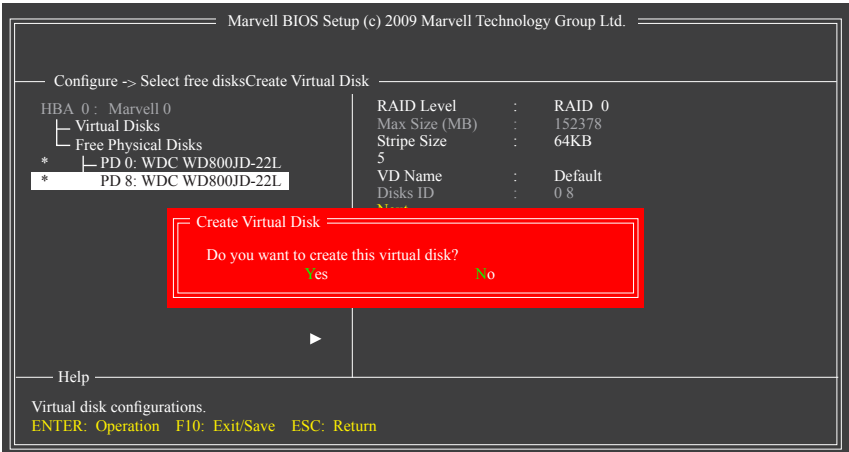 Marvell BIOS Setup (c) 2009 Marvell Technology Group Ltd.
Configure -> Select free disksCreate Virtual Disk
HBA 0 : Marvell 0
Virtual Disks
Free Physical Disks
* PD 0: WDC WD800JD-22L
* PD 8: WDC WD800JD-22L
RAID Level : RAID 0
Max Size (MB) : 152378
Stripe Size : 64KB
5
VD Name : Default
Disks ID : 0 8
Next
Create Virtual Disk
Do you want to create this virtual disk?
Yes No
Help
Virtual disk configurations.
ENTER: Operation F10: Exit/Save ESC: Return